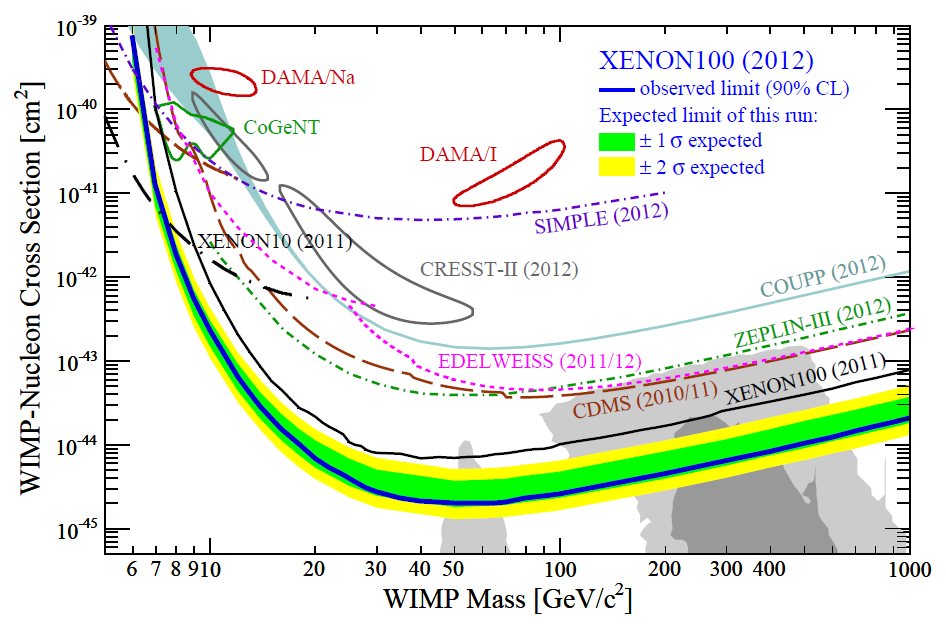 10⁻³⁹
10⁻⁴⁰
10⁻⁴¹
10⁻⁴²
10⁻⁴³
10⁻⁴⁴
10⁻⁴⁵
WIMP-Nucleon Cross Section [cm²]
XENON100 (2012)
observed limit (90% CL)
Expected limit of this run:
± 1 σ expected
± 2 σ expected
DAMA/Na
CoGeNT
DAMA/I
SIMPLE (2012)
XENON10 (2011)
CRESST-II (2012)
COUPP (2012)
ZEPLIN-III (2012)
EDELWEISS (2011/12)
CDMS (2010/11)
XENON100 (2011)
6 7 8 910 20 30 40 50 100 200 300 400 1000
WIMP Mass [GeV/c²]